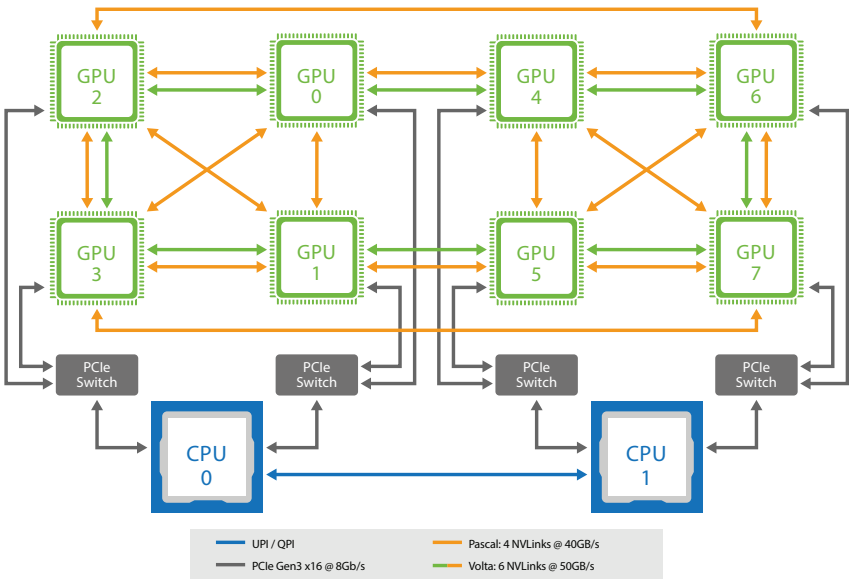 GPU
2
GPU
0
GPU
4
GPU
6
GPU
3
GPU
1
GPU
5
GPU
7
PCIe
Switch
PCIe
Switch
PCIe
Switch
PCIe
Switch
CPU
0
CPU
1
UPI / QPI
Pascal: 4 NVLinks @ 40GB/s
PCIe Gen3 x16 @ 8Gb/s
Volta: 6 NVLinks @ 50GB/s